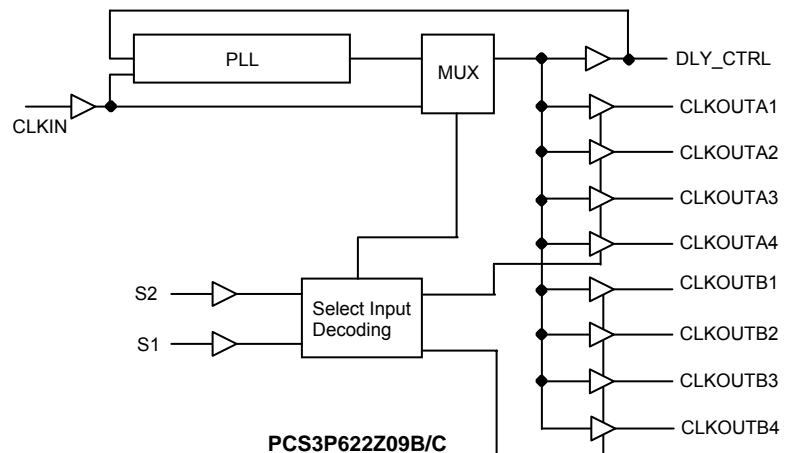 PLL
MUX
DLY_CTRL
CLKIN
CLKOUTA1
CLKOUTA2
CLKOUTA3
CLKOUTA4
S2
S1
Select Input
Decoding
CLKOUTB1
CLKOUTB2
CLKOUTB3
CLKOUTB4
PCS3P622Z09B/C